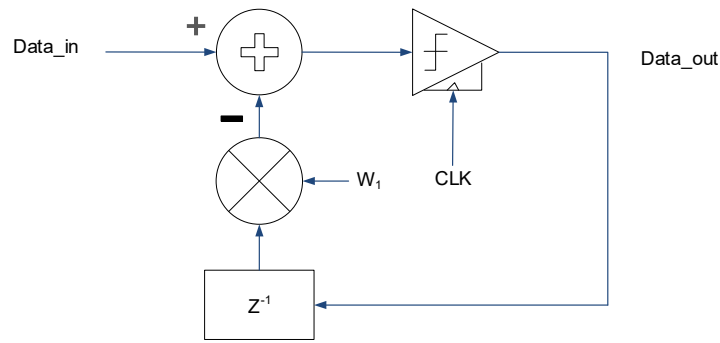 Data_in
+
Data_out
−
W₁
CLK
Z⁻¹